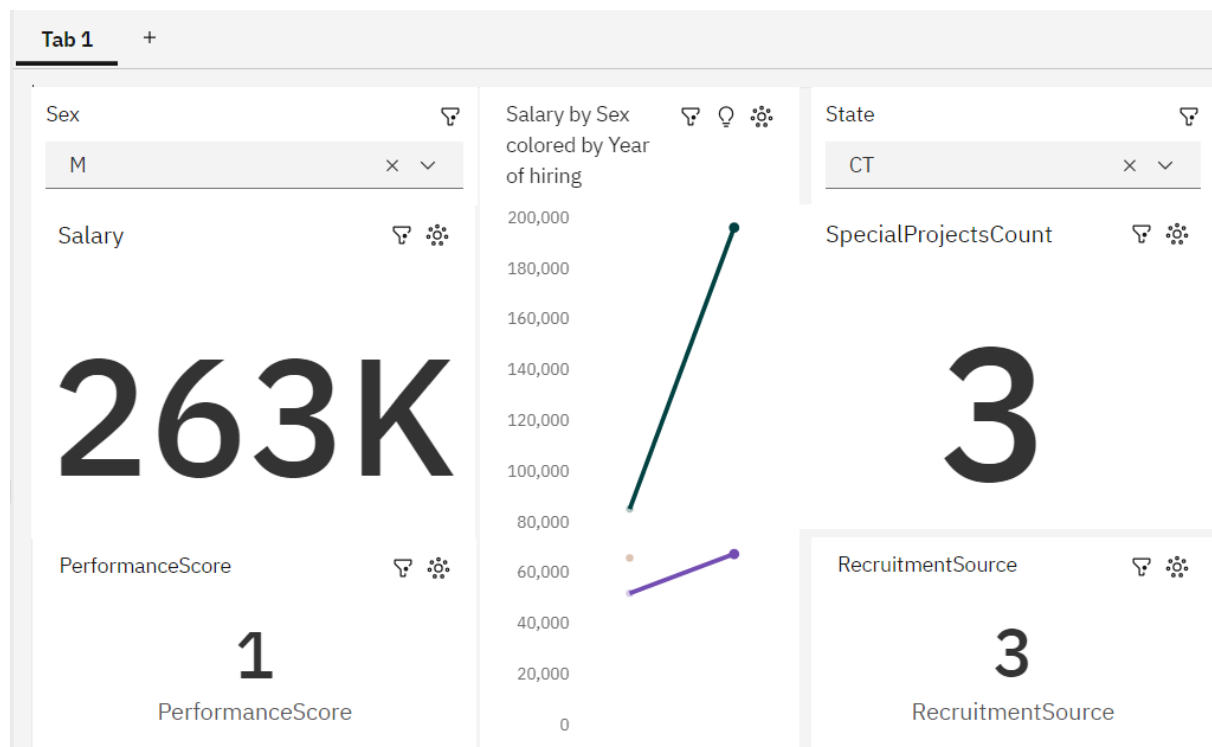 Tab 1 +
Sex
M
Salary
263K
PerformanceScore
1
PerformanceScore
Salary by Sex
colored by Year
of hiring
200,000
180,000
160,000
140,000
120,000
100,000
80,000
60,000
40,000
20,000
0
State
CT
SpecialProjectsCount
3
RecruitmentSource
3
RecruitmentSource